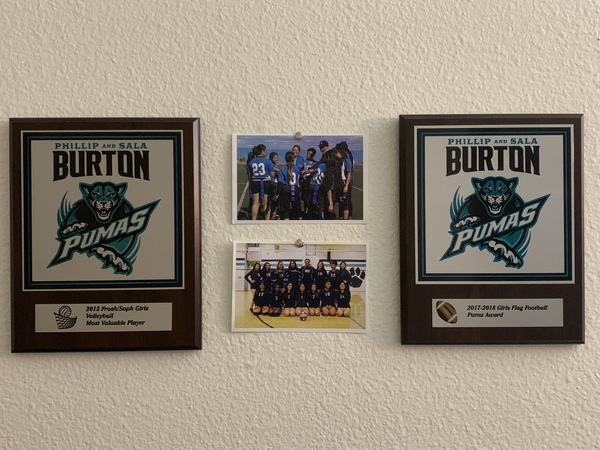 PHILLIP AND SALA
BURTON
PUMAS
2015 Frosh/Soph Girls
Volleyball
Most Valuable Player
23
3
PHILLIP AND SALA
BURTON
PUMAS
2017-2018 Girls Flag Football
Puma Award